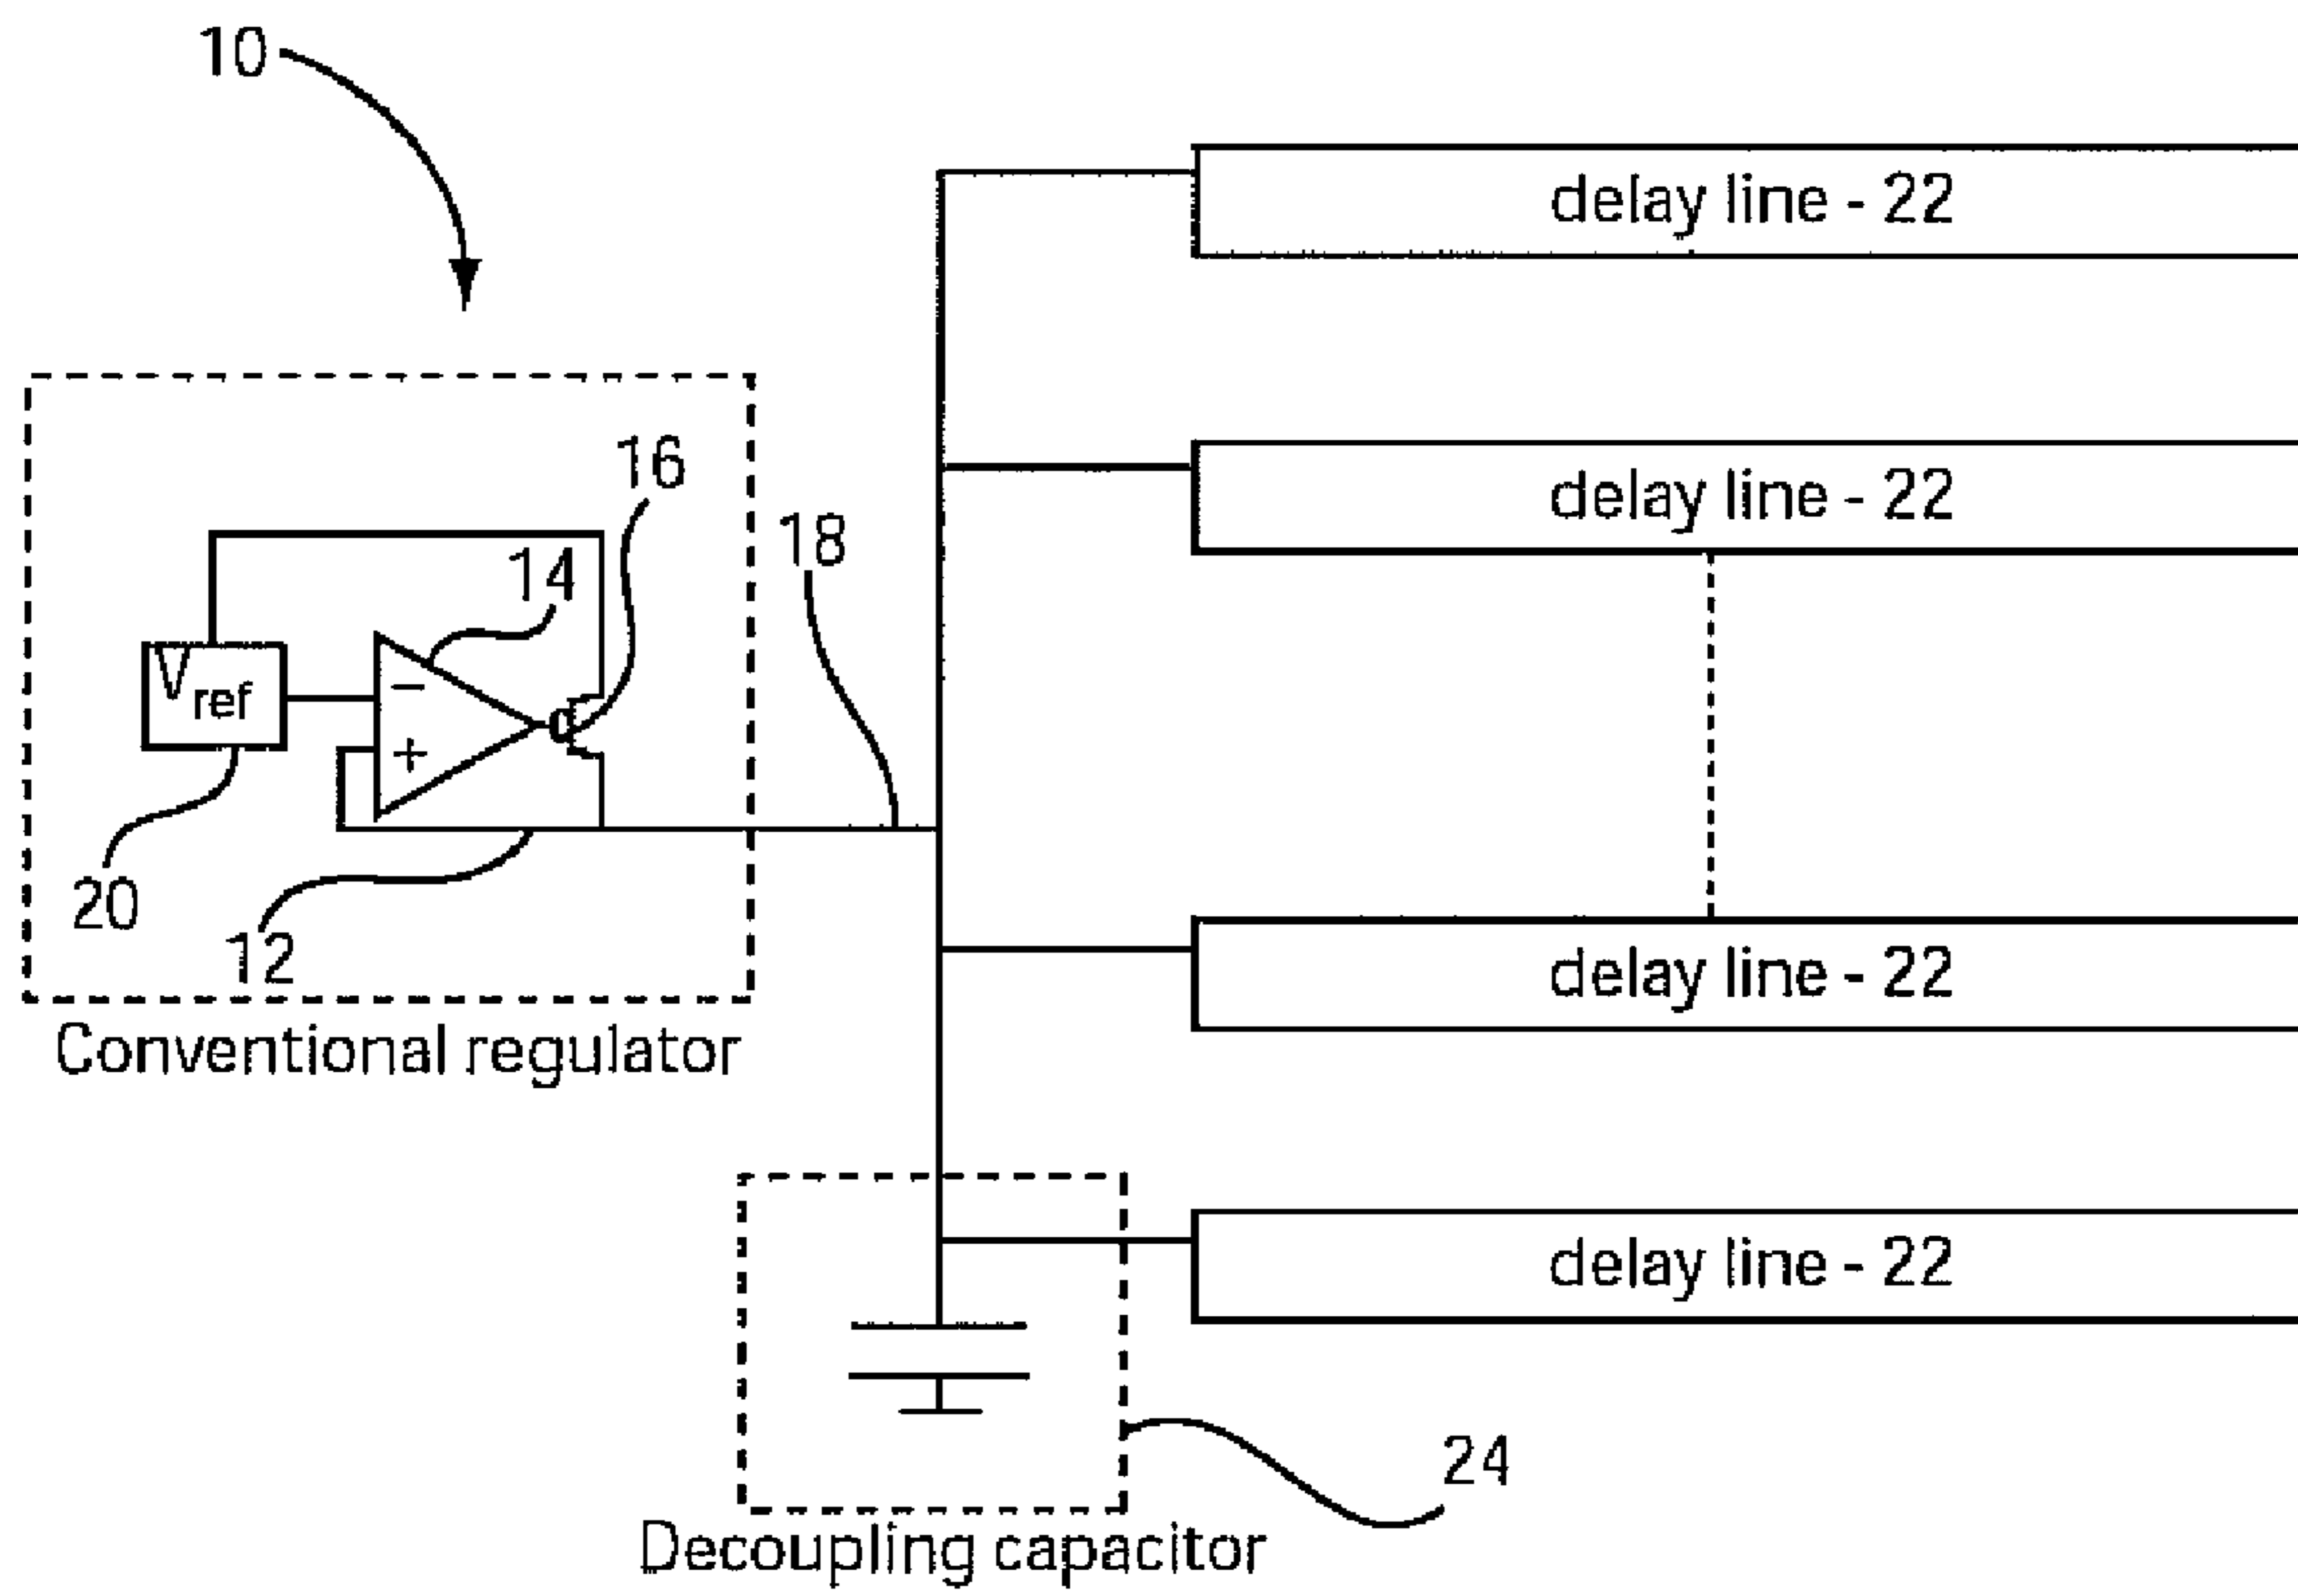 10
delay line - 22
16
delay line - 22
18
14
Vref
−
+
20
12
delay line - 22
Conventional regulator
delay line - 22
24
Decoupling capacitor